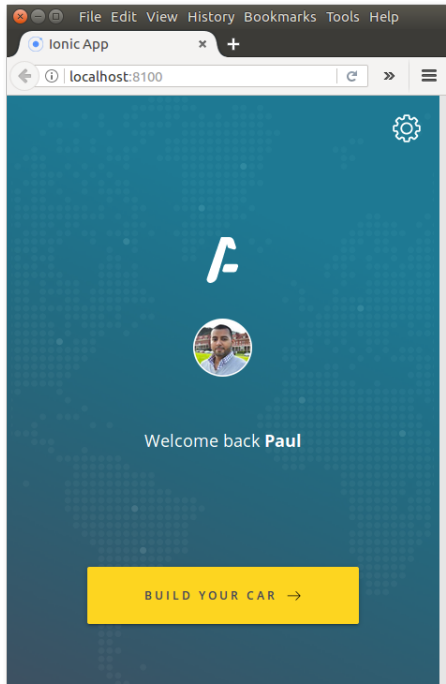 File Edit View History Bookmarks Tools Help
Ionic App
localhost:8100
Welcome back Paul
BUILD YOUR CAR →